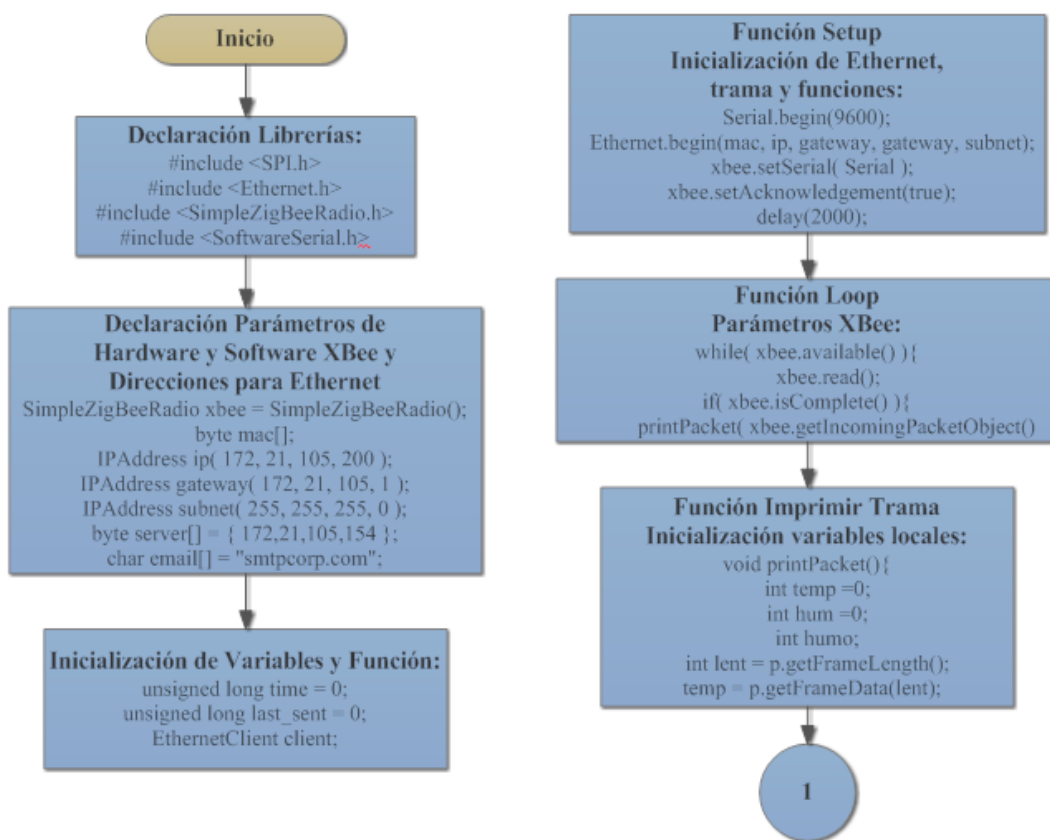 Inicio
Declaración Librerías:
#include <SPI.h>
#include <Ethernet.h>
#include <SimpleZigBeeRadio.h>
#include <SoftwareSerial.h>
Declaración Parámetros de
Hardware y Software XBee y
Direcciones para Ethernet
SimpleZigBeeRadio xbee = SimpleZigBeeRadio();
byte mac[];
IPAddress ip( 172, 21, 105, 200 );
IPAddress gateway( 172, 21, 105, 1 );
IPAddress subnet( 255, 255, 255, 0 );
byte server[] = { 172,21,105,154 };
char email[] = "smtpcorp.com";
Inicialización de Variables y Función:
unsigned long time = 0;
unsigned long last_sent = 0;
EthernetClient client;
Función Setup
Inicialización de Ethernet,
trama y funciones:
Serial.begin(9600);
Ethernet.begin(mac, ip, gateway, gateway, subnet);
xbee.setSerial( Serial );
xbee.setAcknowledgement(true);
delay(2000);
Función Loop
Parámetros XBee:
while( xbee.available() ){
xbee.read();
if( xbee.isComplete() ){
printPacket( xbee.getIncomingPacketObject()
Función Imprimir Trama
Inicialización variables locales:
void printPacket(){
int temp =0;
int hum =0;
int humo;
int lent = p.getFrameLength();
temp = p.getFrameData(lent);
1